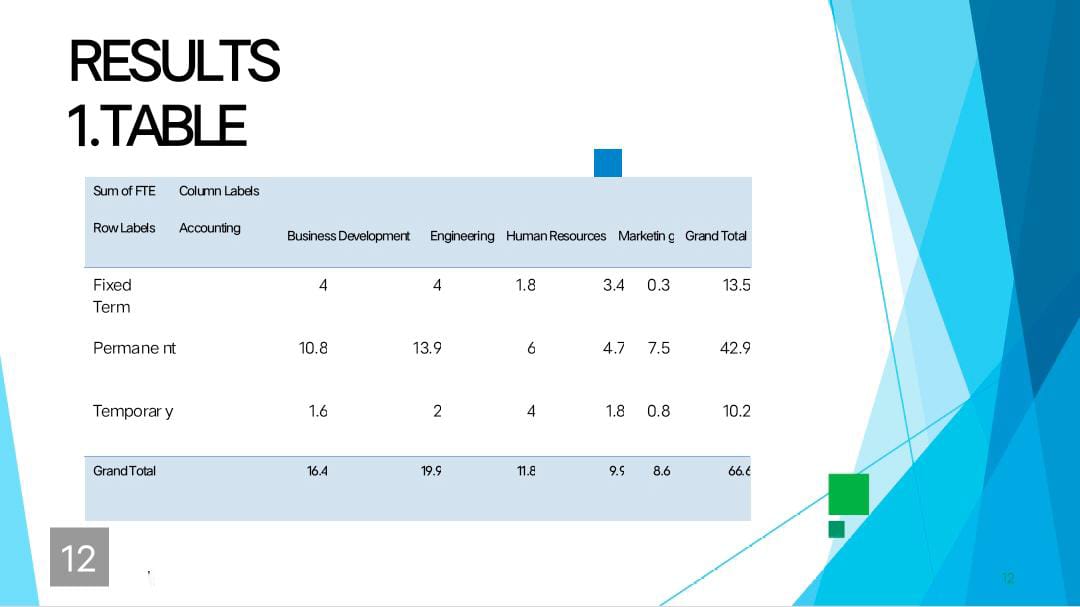 RESULTS
1.TABLE
Sum of FTE Column Labels
Row Labels Accounting Business Development Engineering Human Resources Marketin g Grand Total
Fixed Term 4 4 1.8 3.4 0.3 13.5
Permane nt 10.8 13.9 6 4.7 7.5 42.9
Temporar y 1.6 2 4 1.8 0.8 10.2
Grand Total 16.4 19.9 11.8 9.9 8.6 66.6
12
12